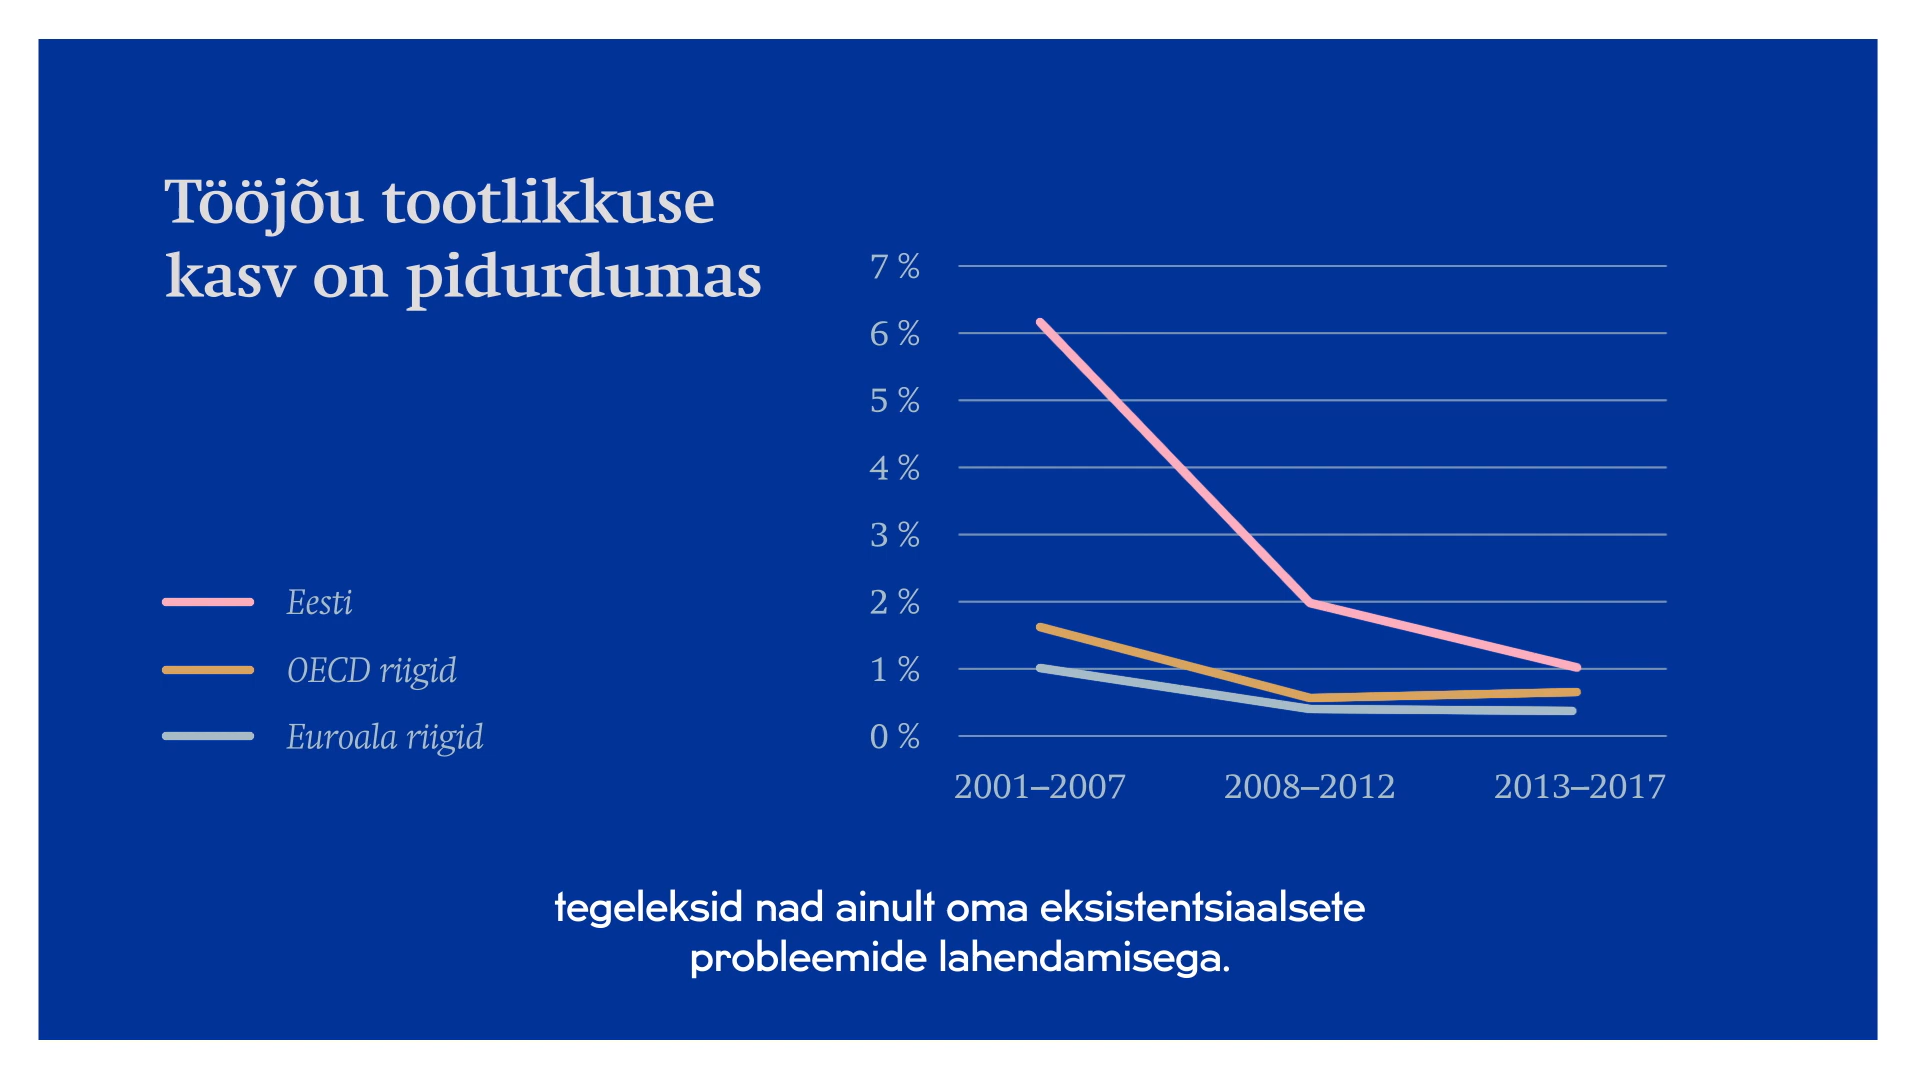 Tööjõu tootlikkuse
kasv on pidurdumas
7 %
6 %
5 %
4 %
3 %
2 %
1 %
0 %
2001–2007 2008–2012 2013–2017
Eesti
OECD riigid
Euroala riigid
tegeleksid nad ainult oma eksistentsiaalsete
probleemide lahendamisega.